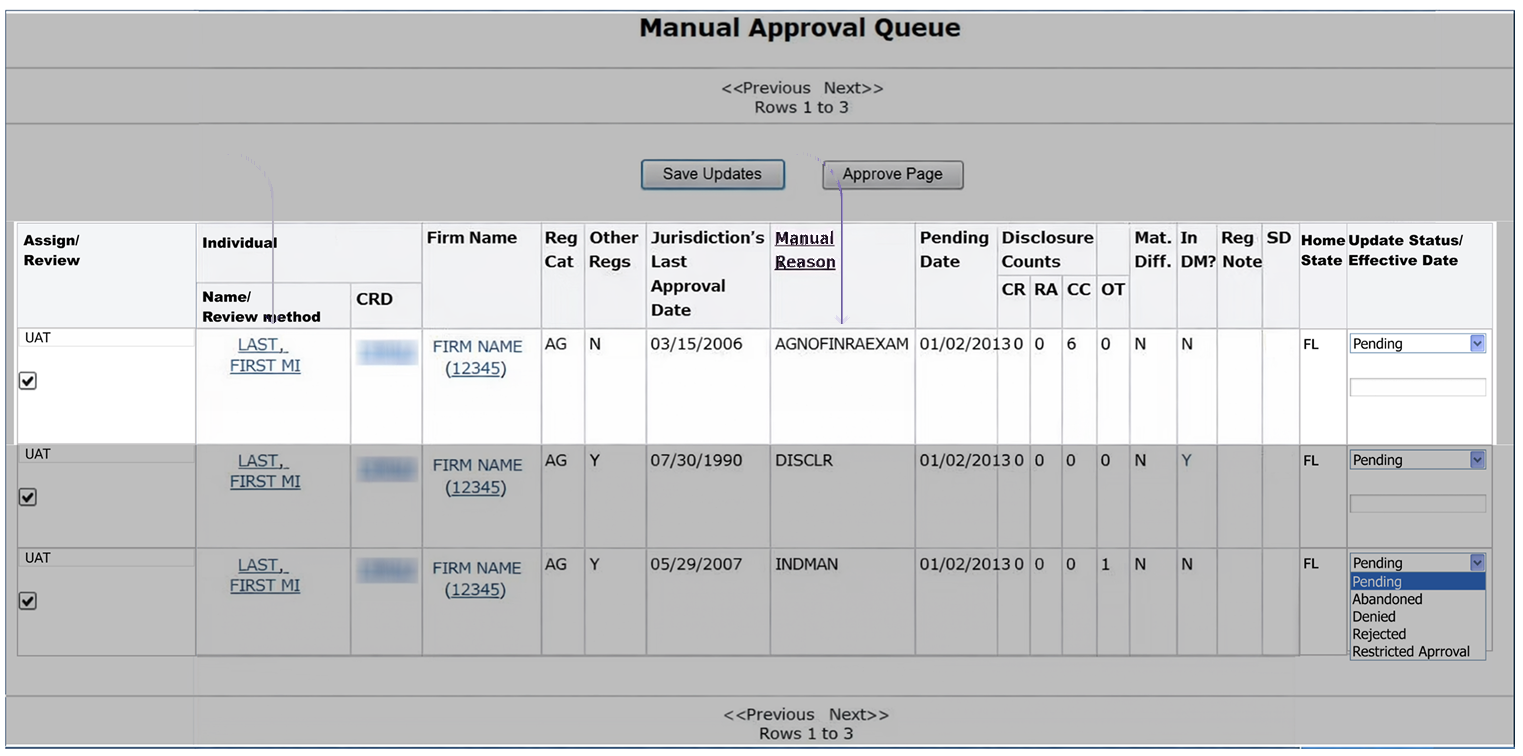 Manual Approval Queue
<<Previous Next>>
Rows 1 to 3
Save Updates Approve Page
Assign/ Individual Firm Name Reg Other Jurisdiction's Manual Pending Disclosure Mat. In Reg SD Home Update Status/
Review Cat Regs Last Reason Date Counts Diff. DM? Note State Effective Date
Name/ CRD Approval CR RA CC OT
Review method Date
UAT LAST, FIRM NAME AG N 03/15/2006 AGNOFINRAEXAM 01/02/2013 0 0 6 0 N N FL Pending
FIRST MI (12345)
UAT LAST, FIRM NAME AG Y 07/30/1990 DISCLR 01/02/2013 0 0 0 0 N Y FL Pending
FIRST MI (12345)
UAT LAST, FIRM NAME AG Y 05/29/2007 INDMAN 01/02/2013 0 0 0 1 N N FL Pending
FIRST MI (12345) Pending
Abandoned
Denied
Rejected
Restricted Aprroval
<<Previous Next>>
Rows 1 to 3